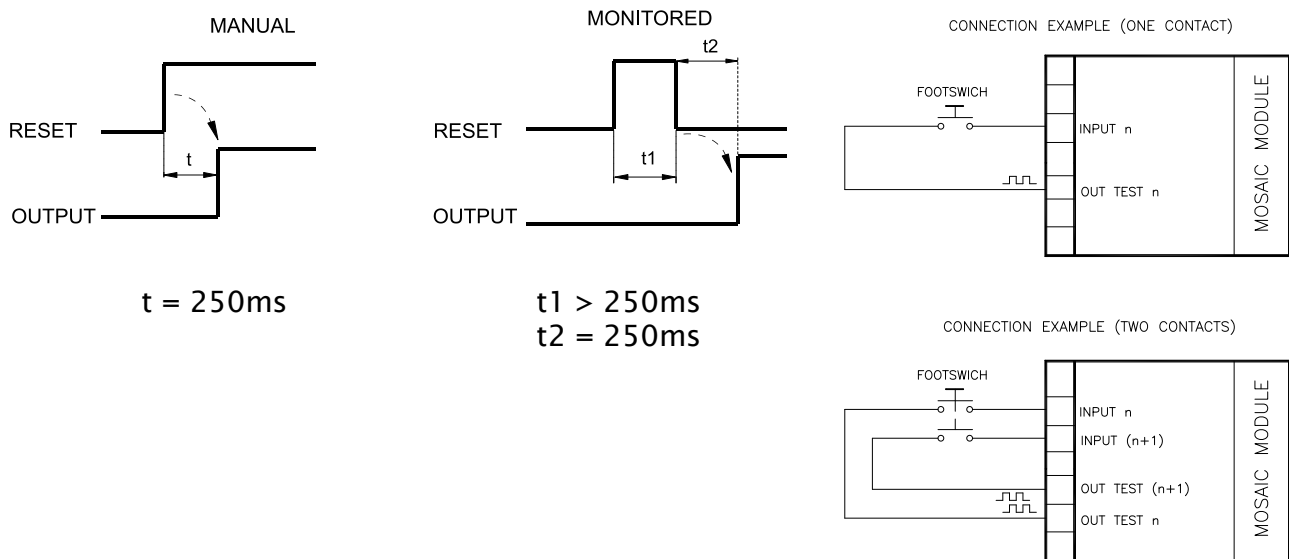 MANUAL
RESET
t
OUTPUT
t = 250ms
MONITORED
t2
RESET
t1
OUTPUT
t1 > 250ms
t2 = 250ms
CONNECTION EXAMPLE (ONE CONTACT)
FOOTSWICH
INPUT n
OUT TEST n
MOSAIC MODULE
CONNECTION EXAMPLE (TWO CONTACTS)
FOOTSWICH
INPUT n
INPUT (n+1)
OUT TEST (n+1)
OUT TEST n
MOSAIC MODULE